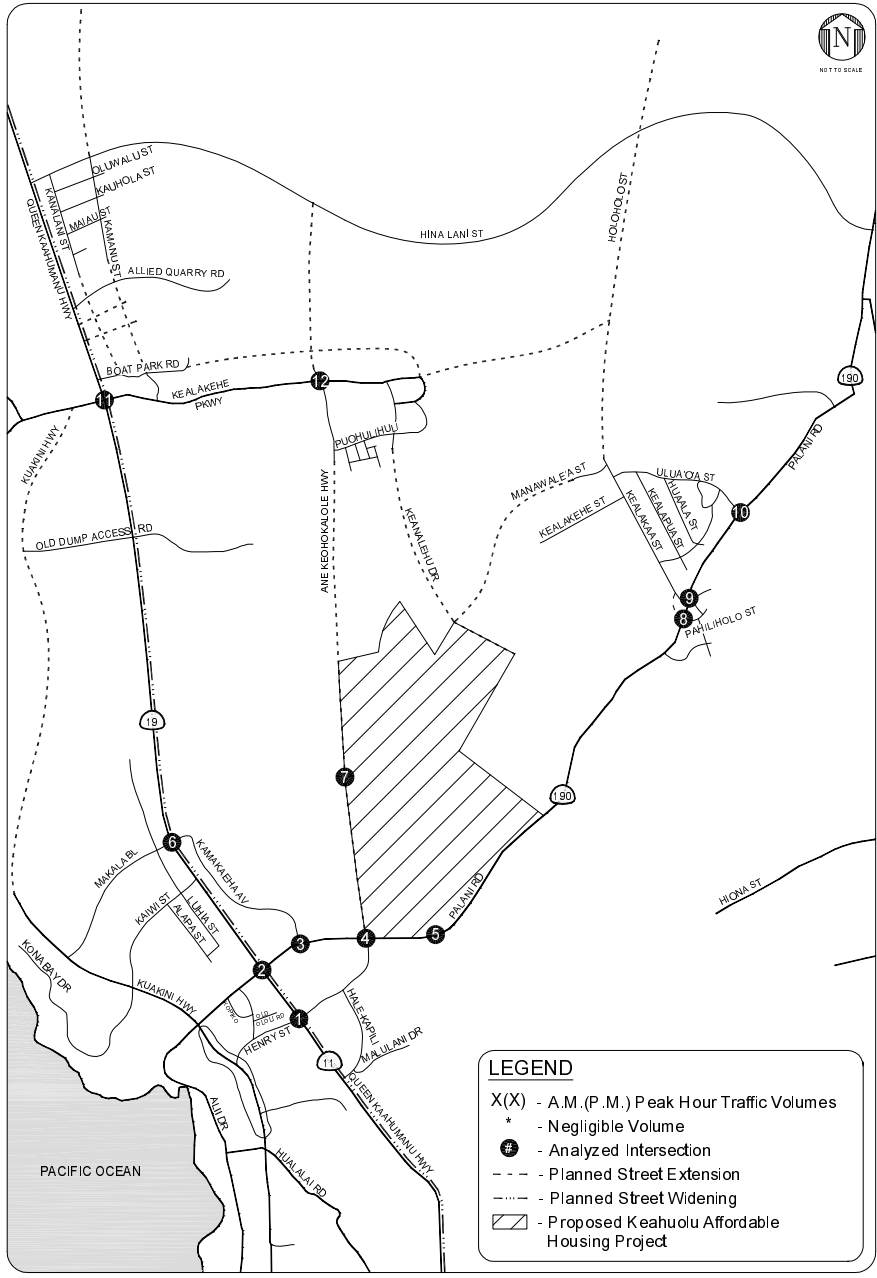 N
NOT TO SCALE
OLUWALU ST
KAUHOLA ST
KANALANI ST
MAIAU ST
KAMANU ST
QUEEN KAAHUMANU HWY
HOLOHOLO ST
HINA LANI ST
ALLIED QUARRY RD
BOAT PARK RD
190
11
12
KEALAKEHE
PKWY
PALANI RD
KUAKINI HWY
PUOHULIHULI
ANE KEOHOKALOLE HWY
KEANALEHU DR
MANAWALE'A ST
ULUA'O'A ST
HUAALA ST
KEALAPUA ST
KEALAKAA ST
KEALAKEHE ST
10
OLD DUMP ACCESS RD
9
8
PAHILIHOLO ST
19
7
190
6
MAKALA BL
KAMAKAEHA AV
KAIWI ST
LUHIA ST
ALAPA ST
HIONA ST
PALANI RD
3
4
5
2
KONA BAY DR
KUAKINI HWY
KOPIKO
HENRY ST
1
HALE-KAPILI
MALULANI DR
11
QUEEN KAAHUMANU HWY
ALII DR
HUALALAI RD
PACIFIC OCEAN
LEGEND
X(X) - A.M.(P.M.) Peak Hour Traffic Volumes
* - Negligible Volume
# - Analyzed Intersection
- Planned Street Extension
- Planned Street Widening
- Proposed Keahuolu Affordable
Housing Project